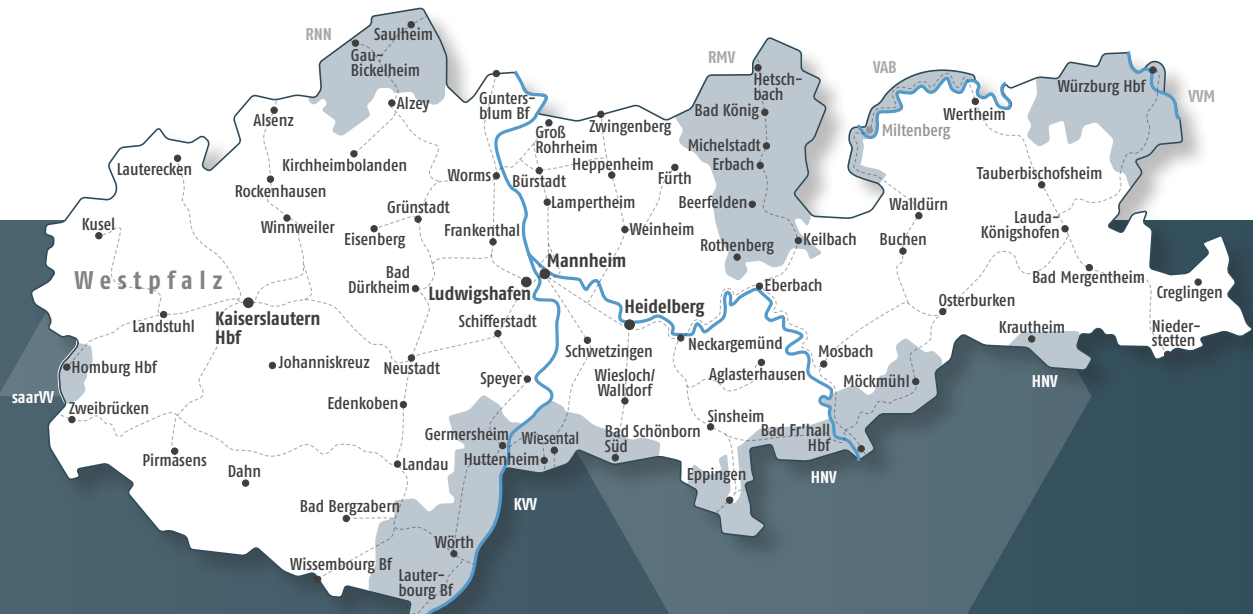 RNN
Saulheim
Gau-
Bickelheim
Alzey
Alsenz
Kirchheimbolanden
Lauterecken
Rockenhausen
Kusel
Winnweiler
Eisenberg
Grünstadt
Westpfalz
Landstuhl
Kaiserslautern
Hbf
Homburg Hbf
saarVV
Zweibrücken
Johanniskreuz
Pirmasens
Dahn
Bad
Dürkheim
Neustadt
Edenkoben
Landau
Bad Bergzabern
Wissembourg Bf
Lauter-
bourg Bf
Wörth
Gunters-
blum Bf
Worms
Frankenthal
Ludwigshafen
Mannheim
Schifferstadt
Speyer
Germersheim
Huttenheim
Wiesental
KVV
Groß
Rohrheim
Zwingenberg
Bürstadt
Heppenheim
Fürth
Lampertheim
Weinheim
Heidelberg
Schwetzingen
Wiesloch/
Walldorf
Bad Schönborn
Süd
RMV
Hetsch-
bach
Bad König
Michelstadt
Erbach
Beerfelden
Rothenberg
Keilbach
Eberbach
Neckargemünd
Aglasterhausen
Sinsheim
Eppingen
Bad Fr'hall
Hbf
HNV
Mosbach
Möckmühl
VAB
Miltenberg
Wertheim
Würzburg Hbf
VVM
Tauberbischofsheim
Walldürn
Buchen
Lauda-
Königshofen
Bad Mergentheim
Creglingen
Osterburken
Krautheim
HNV
Nieder-
stetten